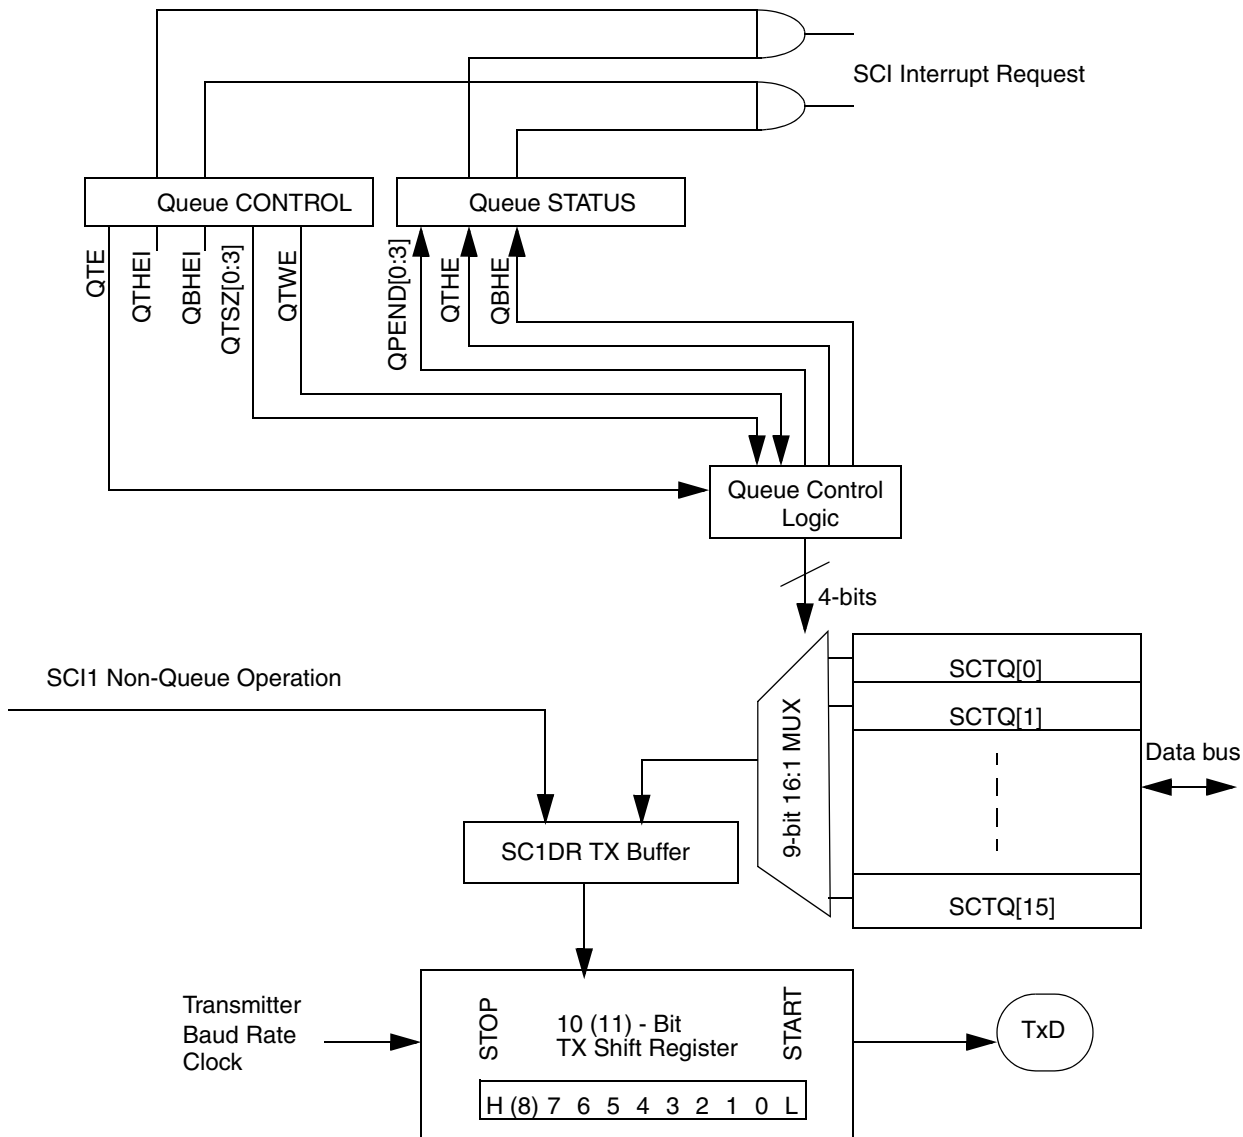 SCI Interrupt Request
Queue CONTROL
Queue STATUS
QTE
QTHEI
QBHEI
QTSZ[0:3]
QTWE
QPEND[0:3]
QTHE
QBHE
Queue Control
Logic
4-bits
SCI1 Non-Queue Operation
9-bit 16:1 MUX
SCTQ[0]
SCTQ[1]
SCTQ[15]
Data bus
SC1DR TX Buffer
Transmitter
Baud Rate
Clock
STOP
10 (11) - Bit
TX Shift Register
START
H (8) 7 6 5 4 3 2 1 0 L
TxD